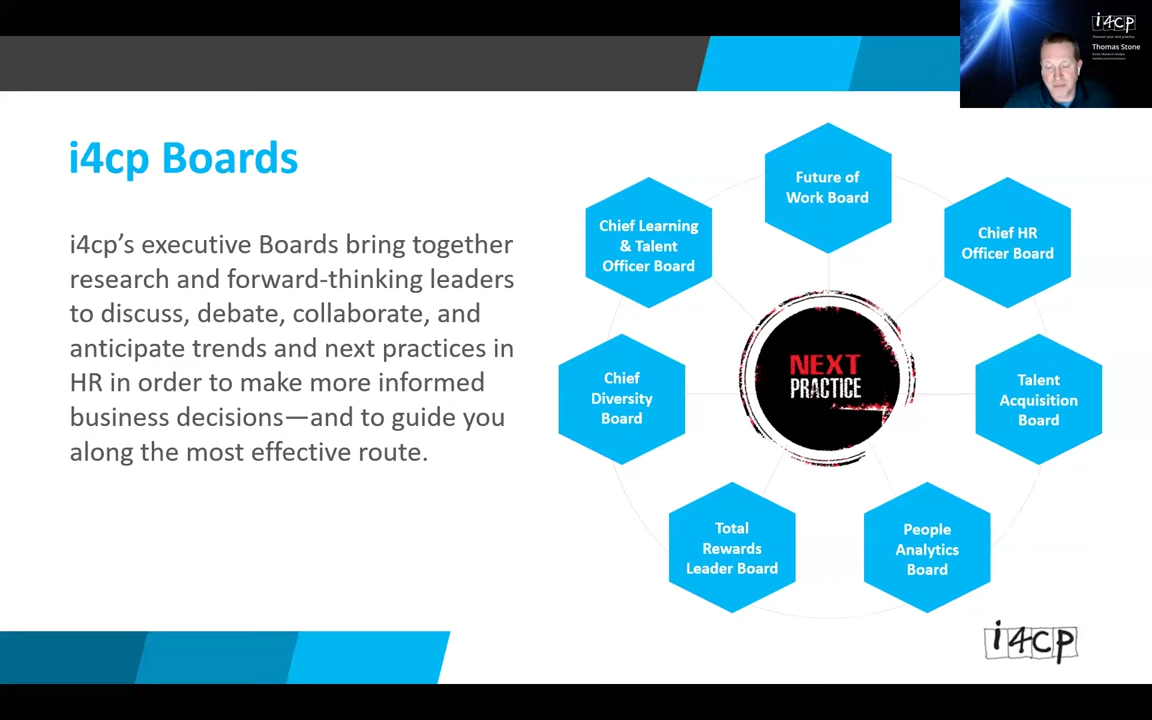 i4cp
Thomas Stone
i4cp Boards
i4cp’s executive Boards bring together
research and forward-thinking leaders
to discuss, debate, collaborate, and
anticipate trends and next practices in
HR in order to make more informed
business decisions—and to guide you
along the most effective route.
Future of
Work Board
Chief HR
Officer Board
Talent
Acquisition
Board
People
Analytics
Board
Total
Rewards
Leader Board
Chief
Diversity
Board
Chief Learning
& Talent
Officer Board
NEXT
PRACTICE
i4cp